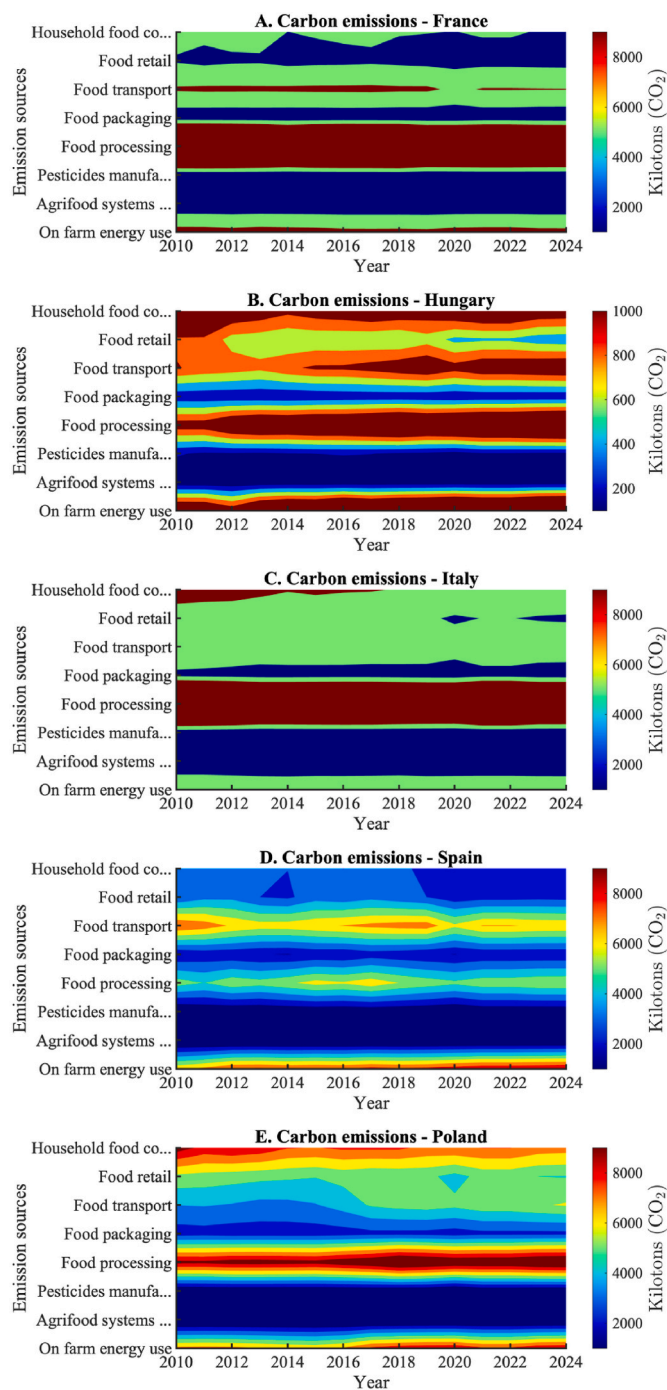 A. Carbon emissions - France
Household food co...
Food retail
Food transport
Food packaging
Food processing
Pesticides manufa...
Agrifood systems ...
On farm energy use
Emission sources
2010 2012 2014 2016 2018 2020 2022 2024
Year
8000
6000
4000
2000
Kilotons (CO2)
B. Carbon emissions - Hungary
Household food co...
Food retail
Food transport
Food packaging
Food processing
Pesticides manufa...
Agrifood systems ...
On farm energy use
Emission sources
2010 2012 2014 2016 2018 2020 2022 2024
Year
1000
800
600
400
200
Kilotons (CO2)
C. Carbon emissions - Italy
Household food co...
Food retail
Food transport
Food packaging
Food processing
Pesticides manufa...
Agrifood systems ...
On farm energy use
Emission sources
2010 2012 2014 2016 2018 2020 2022 2024
Year
8000
6000
4000
2000
Kilotons (CO2)
D. Carbon emissions - Spain
Household food co...
Food retail
Food transport
Food packaging
Food processing
Pesticides manufa...
Agrifood systems ...
On farm energy use
Emission sources
2010 2012 2014 2016 2018 2020 2022 2024
Year
8000
6000
4000
2000
Kilotons (CO2)
E. Carbon emissions - Poland
Household food co...
Food retail
Food transport
Food packaging
Food processing
Pesticides manufa...
Agrifood systems ...
On farm energy use
Emission sources
2010 2012 2014 2016 2018 2020 2022 2024
Year
8000
6000
4000
2000
Kilotons (CO2)